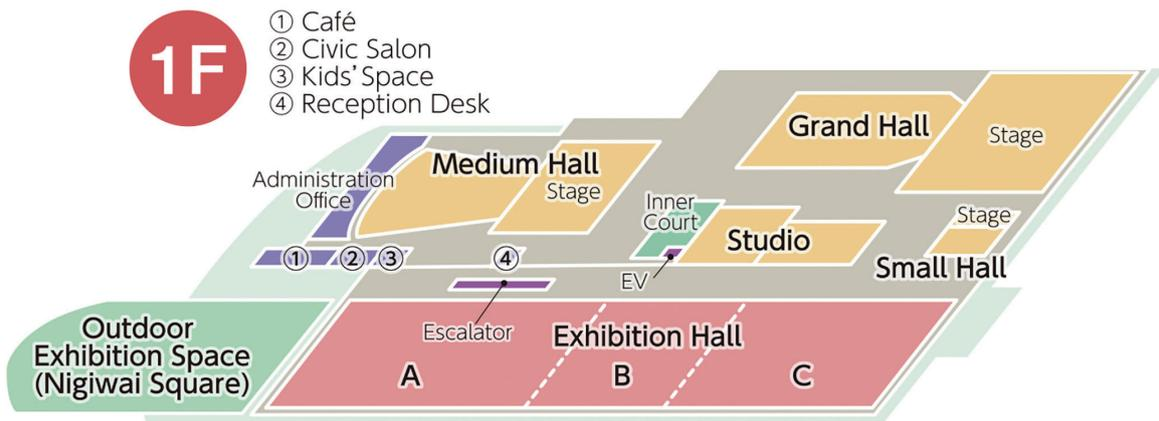 1F
① Café
② Civic Salon
③ Kids' Space
④ Reception Desk
Grand Hall
Stage
Medium Hall
Stage
Administration
Office
Inner
Court
Stage
Studio
Small Hall
① ② ③
④
EV
Escalator
Outdoor
Exhibition Space
(Nigiwai Square)
Exhibition Hall
A
B
C